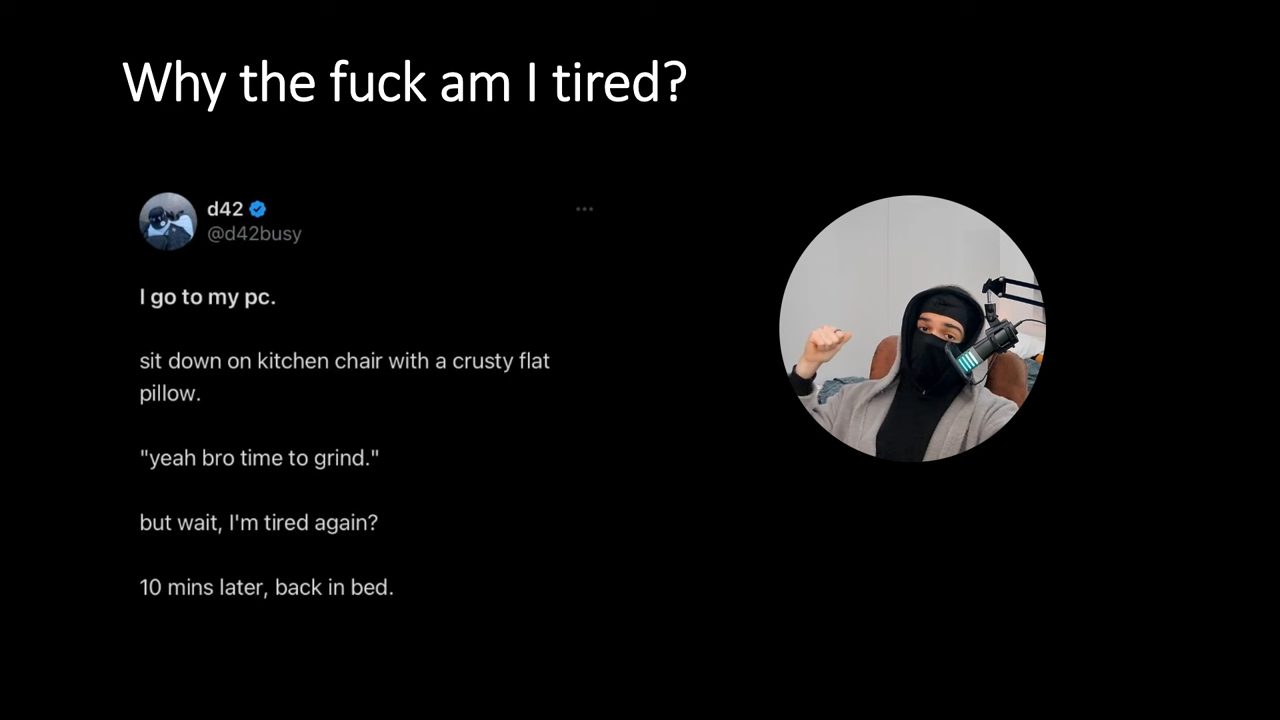 Why the fuck am I tired?
d42
@d42busy
I go to my pc.
sit down on kitchen chair with a crusty flat
pillow.
"yeah bro time to grind."
but wait, I'm tired again?
10 mins later, back in bed.